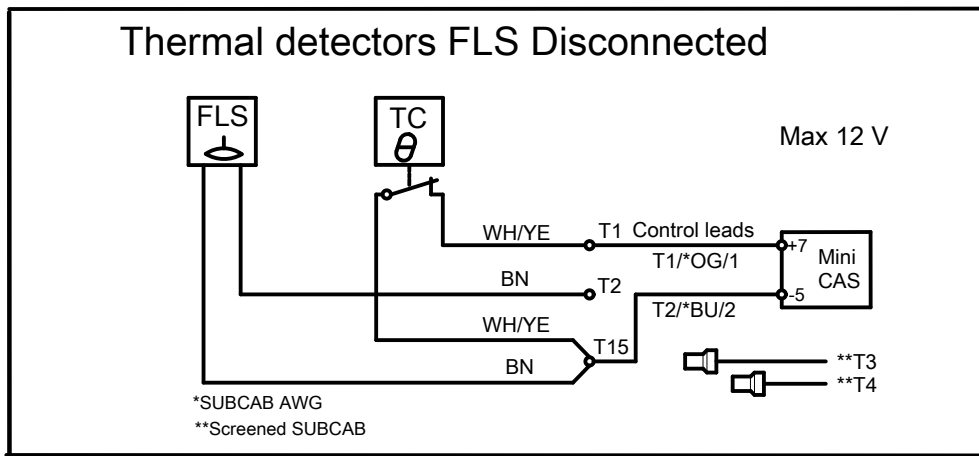 Thermal detectors FLS Disconnected
FLS
TC
Max 12 V
WH/YE
T1
Control leads
+7
Mini
CAS
T1/*OG/1
BN
T2
-5
T2/*BU/2
WH/YE
T15
BN
**T3
**T4
*SUBCAB AWG
**Screened SUBCAB